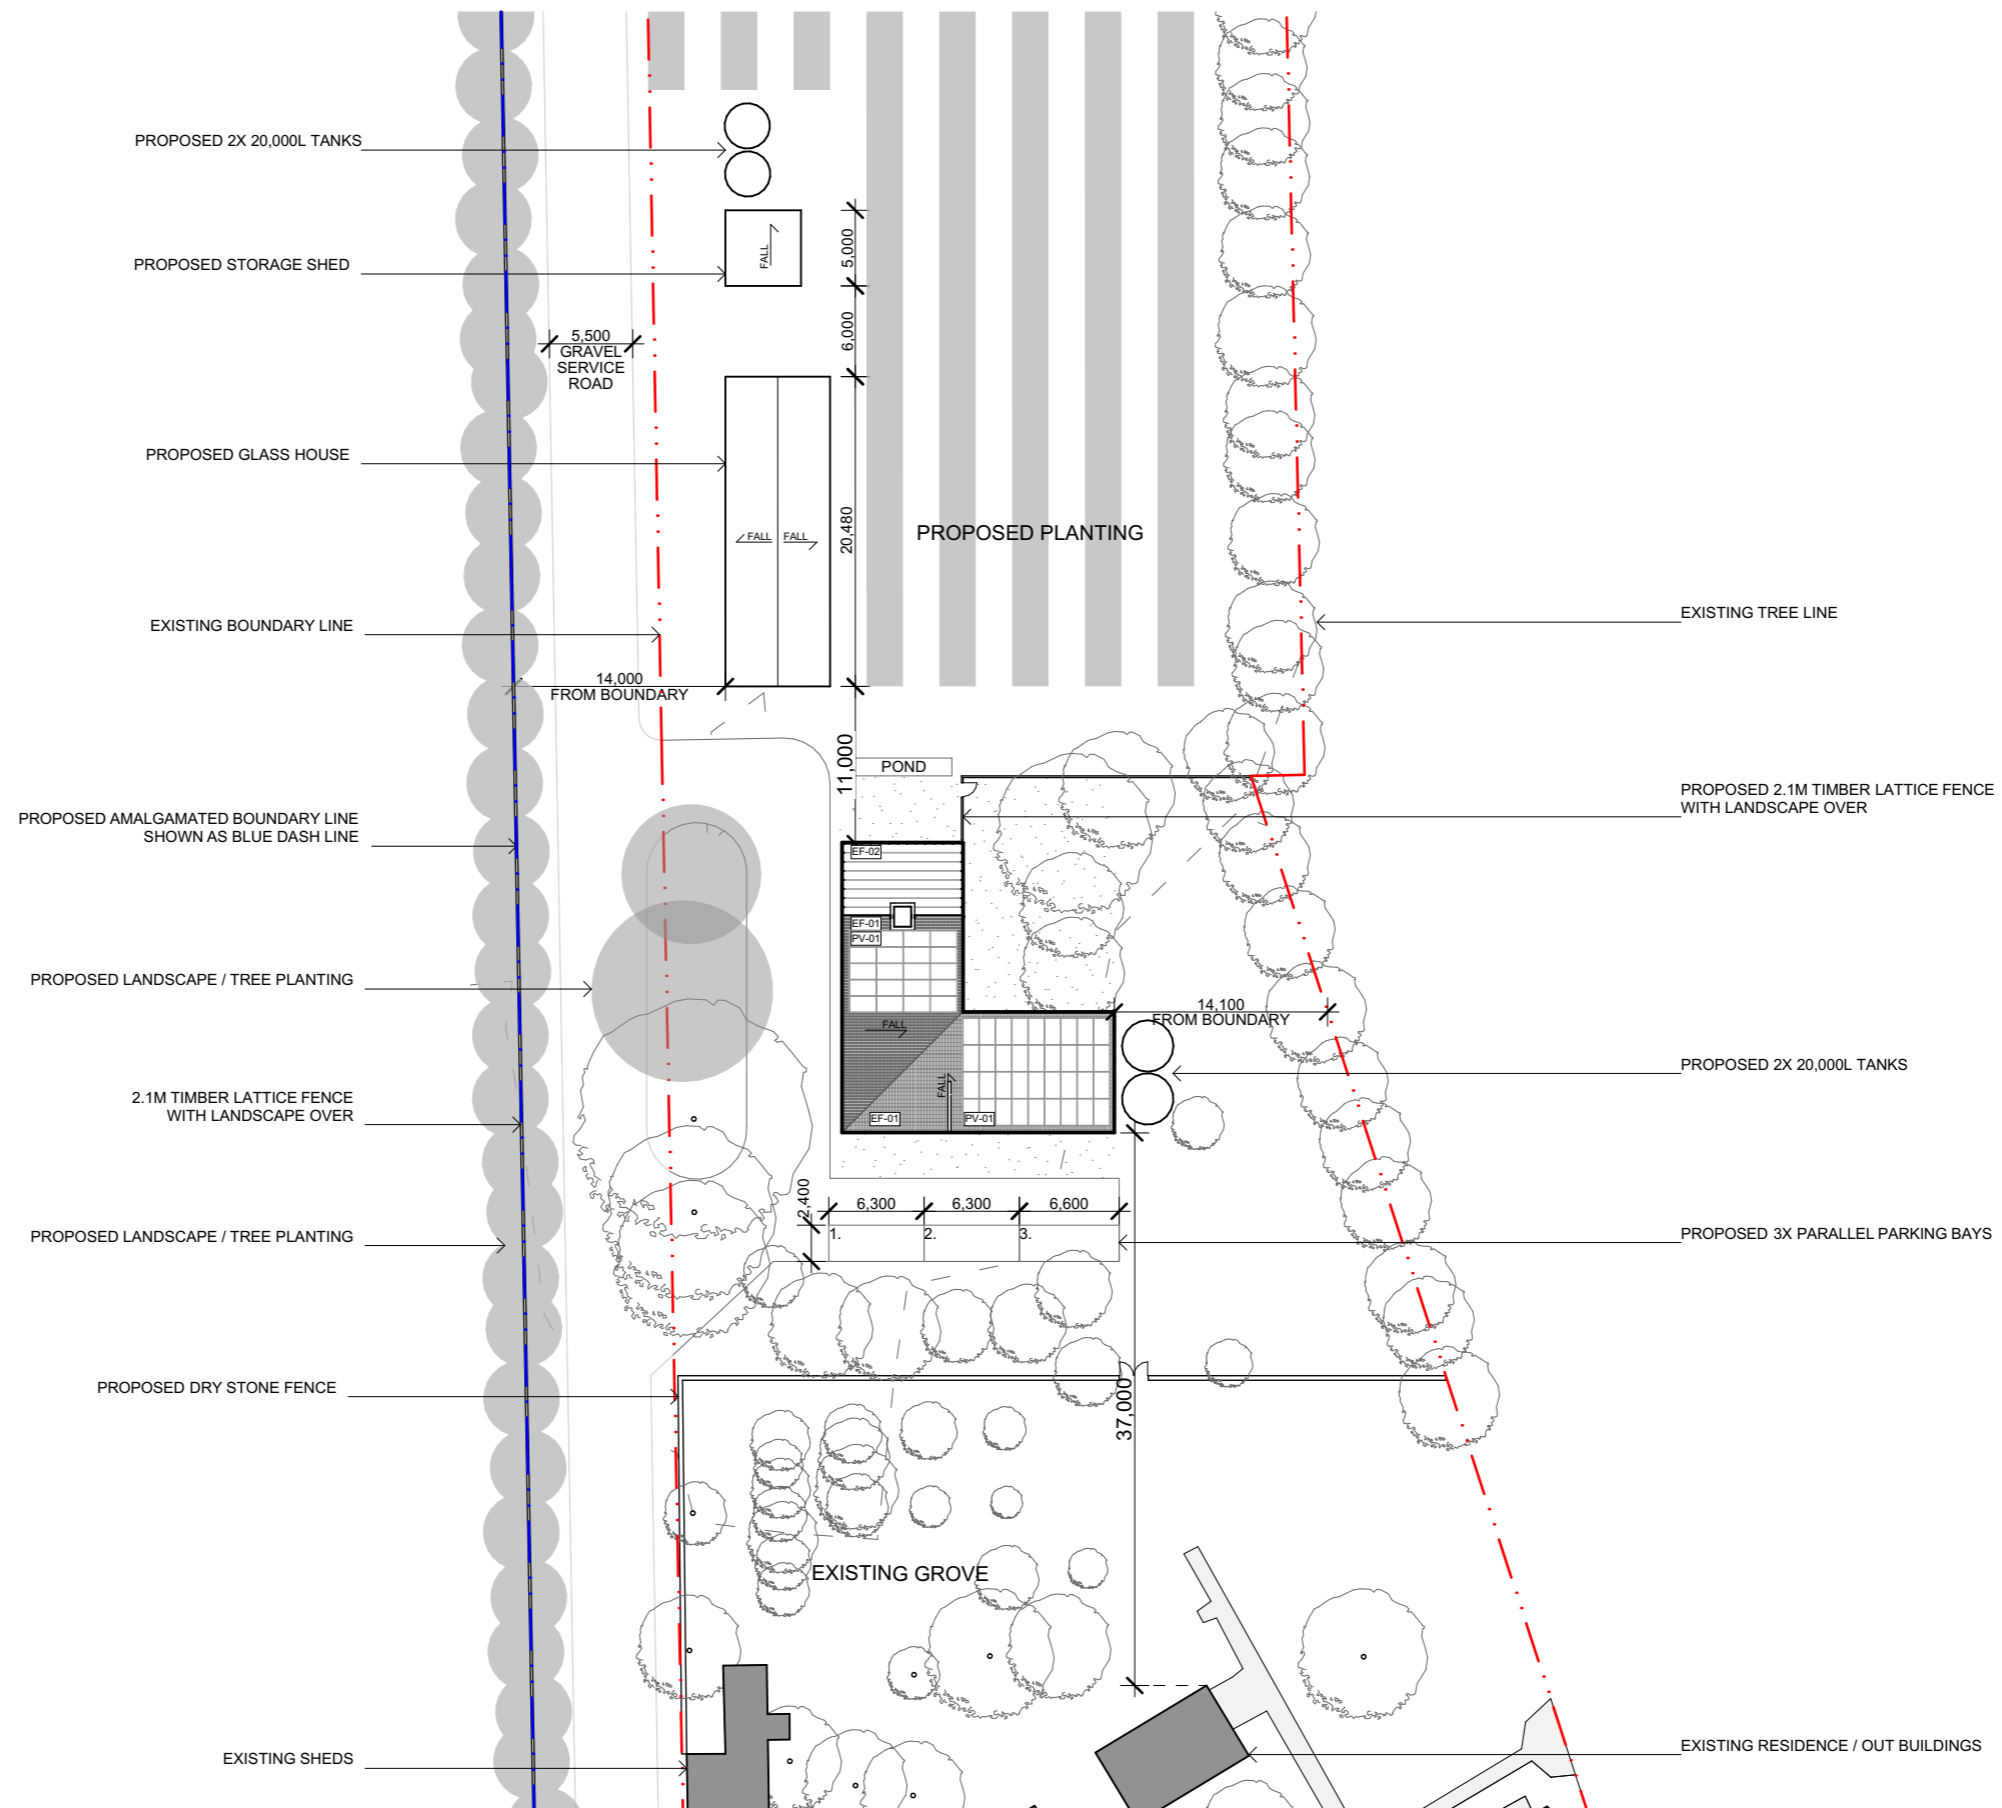 PROPOSED 2X 20,000L TANKS
PROPOSED STORAGE SHED
FALL
5,000
6,000
5,500
GRAVEL
SERVICE
ROAD
PROPOSED GLASS HOUSE
FALL
FALL
20,480
PROPOSED PLANTING
EXISTING BOUNDARY LINE
EXISTING TREE LINE
14,000
FROM BOUNDARY
11,000
POND
PROPOSED 2.1M TIMBER LATTICE FENCE
WITH LANDSCAPE OVER
PROPOSED AMALGAMATED BOUNDARY LINE
SHOWN AS BLUE DASH LINE
EF-02
EF-01
PV-01
PROPOSED LANDSCAPE / TREE PLANTING
14,100
FROM BOUNDARY
FALL
PROPOSED 2X 20,000L TANKS
FALL
2.1M TIMBER LATTICE FENCE
WITH LANDSCAPE OVER
EF-01
PV-01
2,400
6,300
6,300
6,600
1.
2.
3.
PROPOSED LANDSCAPE / TREE PLANTING
PROPOSED 3X PARALLEL PARKING BAYS
PROPOSED DRY STONE FENCE
37,000
EXISTING GROVE
EXISTING SHEDS
EXISTING RESIDENCE / OUT BUILDINGS